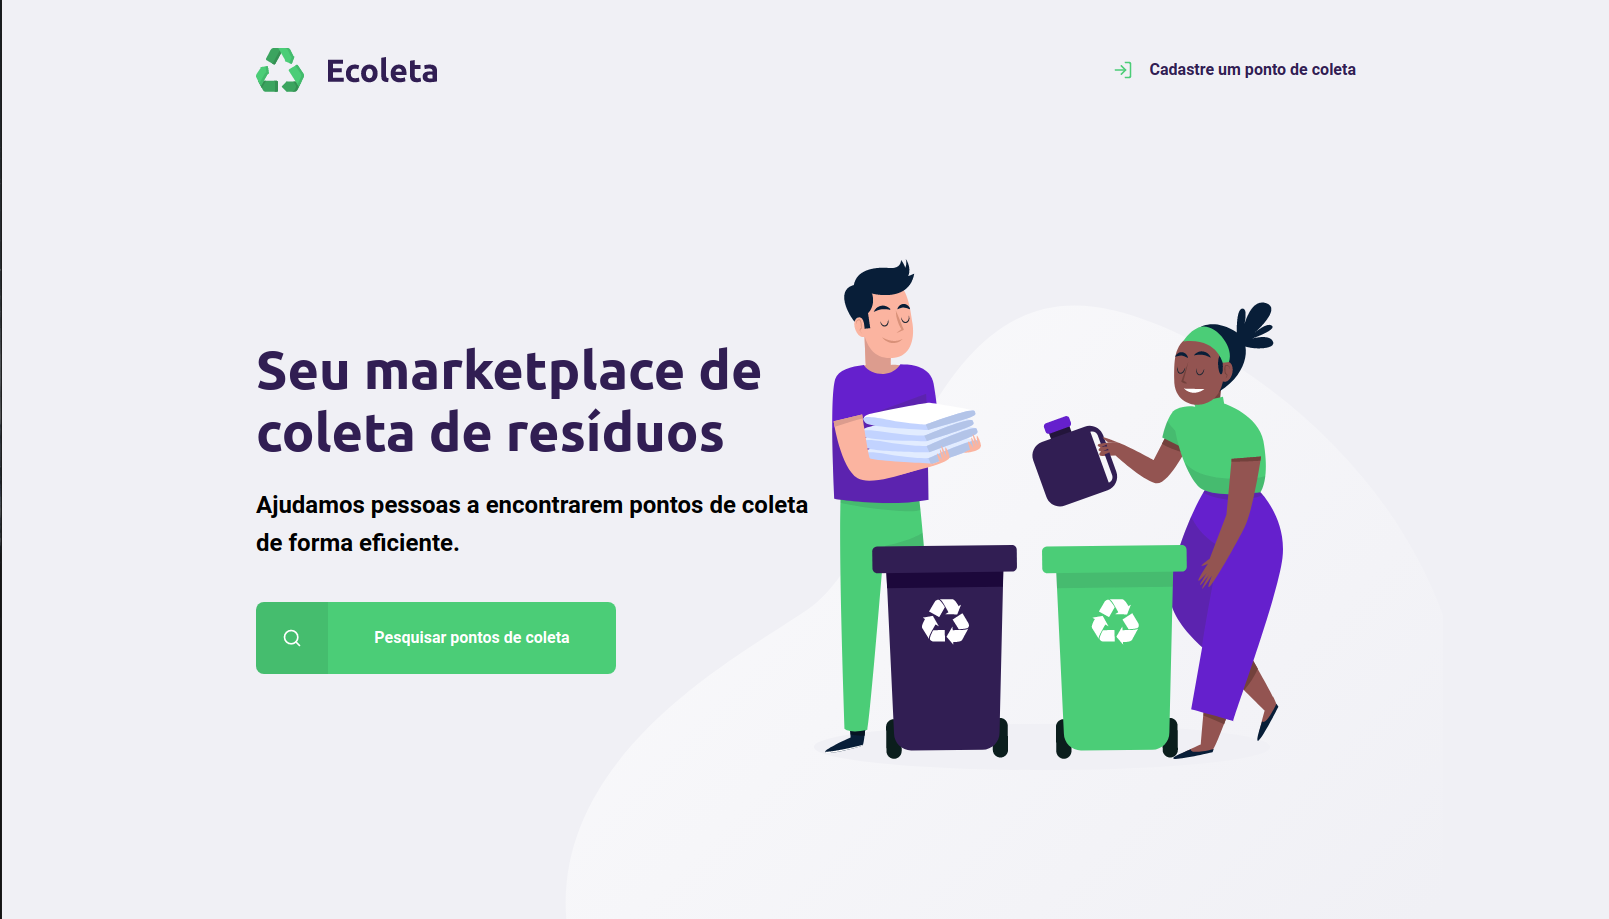 Ecoleta
Cadastre um ponto de coleta
Seu marketplace de
coleta de resíduos
Ajudamos pessoas a encontrarem pontos de coleta
de forma eficiente.
Pesquisar pontos de coleta